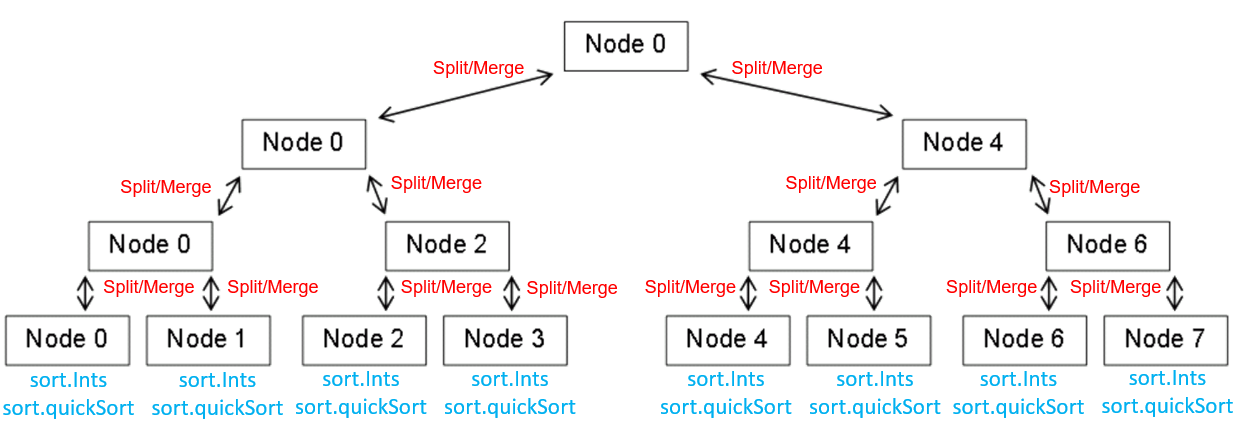 Node 0
Split/Merge Split/Merge
Node 0 Node 4
Split/Merge Split/Merge Split/Merge Split/Merge
Node 0 Node 2 Node 4 Node 6
Split/Merge Split/Merge Split/Merge Split/Merge Split/Merge Split/Merge Split/Merge Split/Merge
Node 0 Node 1 Node 2 Node 3 Node 4 Node 5 Node 6 Node 7
sort.Ints sort.Ints sort.Ints sort.Ints sort.Ints sort.Ints sort.Ints sort.Ints
sort.quickSort sort.quickSort sort.quickSort sort.quickSort sort.quickSort sort.quickSort sort.quickSort sort.quickSort